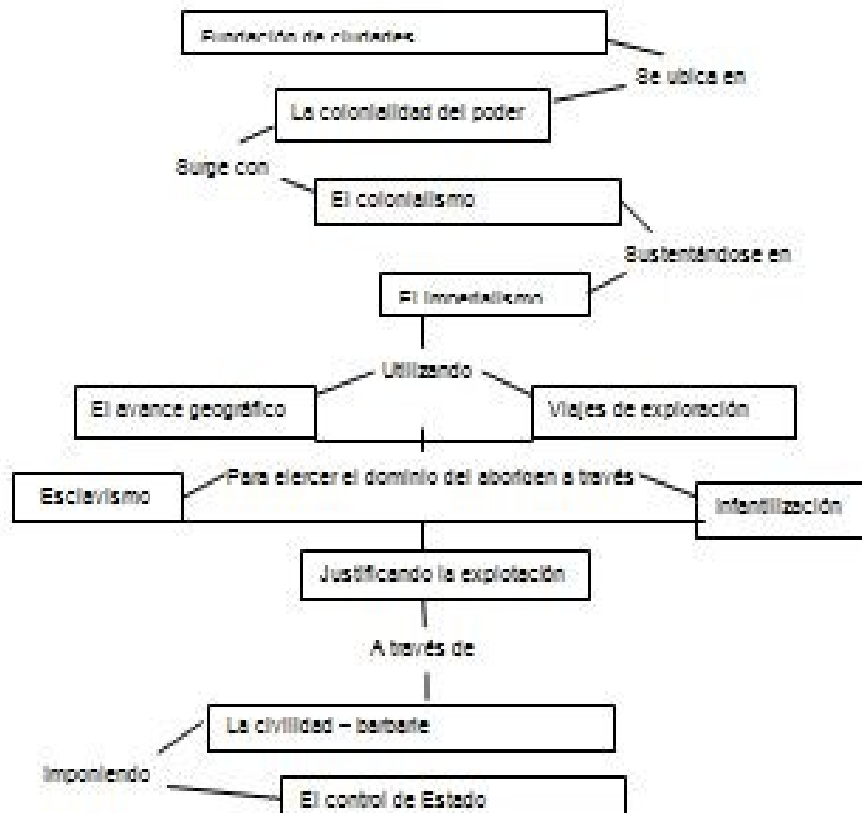 Fundación de ciudades
Se ubica en
La colonialidad del poder
Surge con
El colonialismo
Sustentándose en
El Imperialismo
Utilizando
El avance geográfico
Viajes de exploración
Para ejercer el dominio del aborigen a través
Esclavismo
Infantilización
Justificando la explotación
A través de
La civilidad – barbarie
Imponiendo
El control de Estado